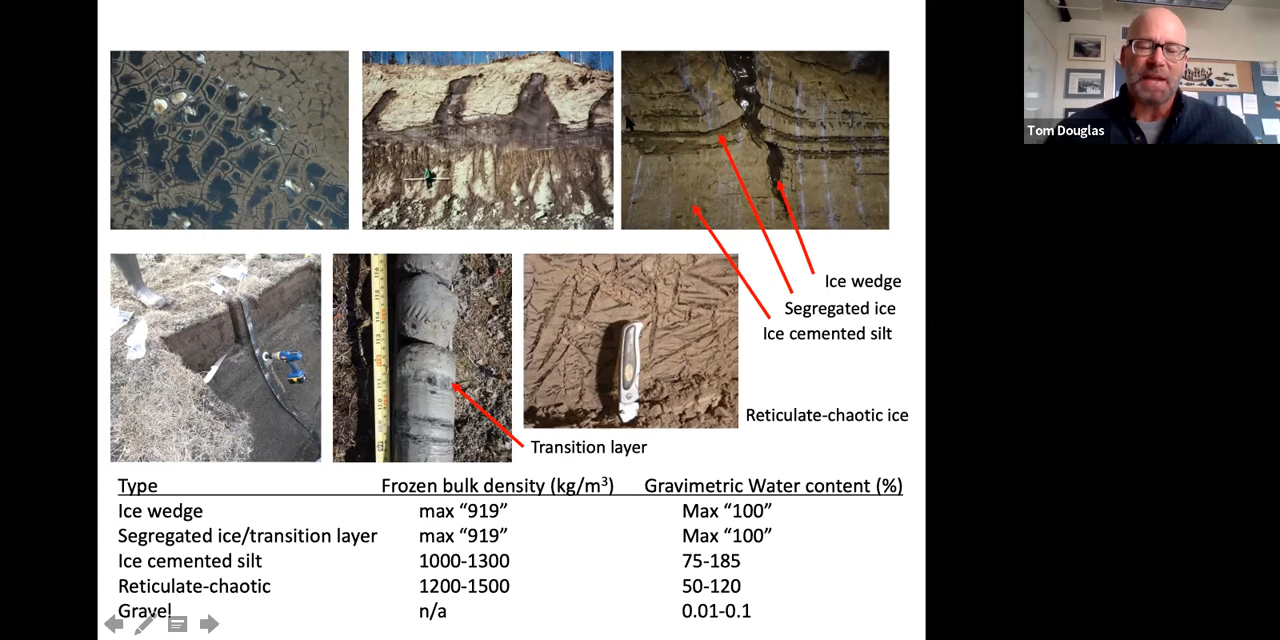 Tom Douglas
Ice wedge
Segregated ice
Ice cemented silt
Reticulate-chaotic ice
Transition layer
Type Frozen bulk density (kg/m³) Gravimetric Water content (%)
Ice wedge max “919” Max “100”
Segregated ice/transition layer max “919” Max “100”
Ice cemented silt 1000-1300 75-185
Reticulate-chaotic 1200-1500 50-120
Gravel n/a 0.01-0.1